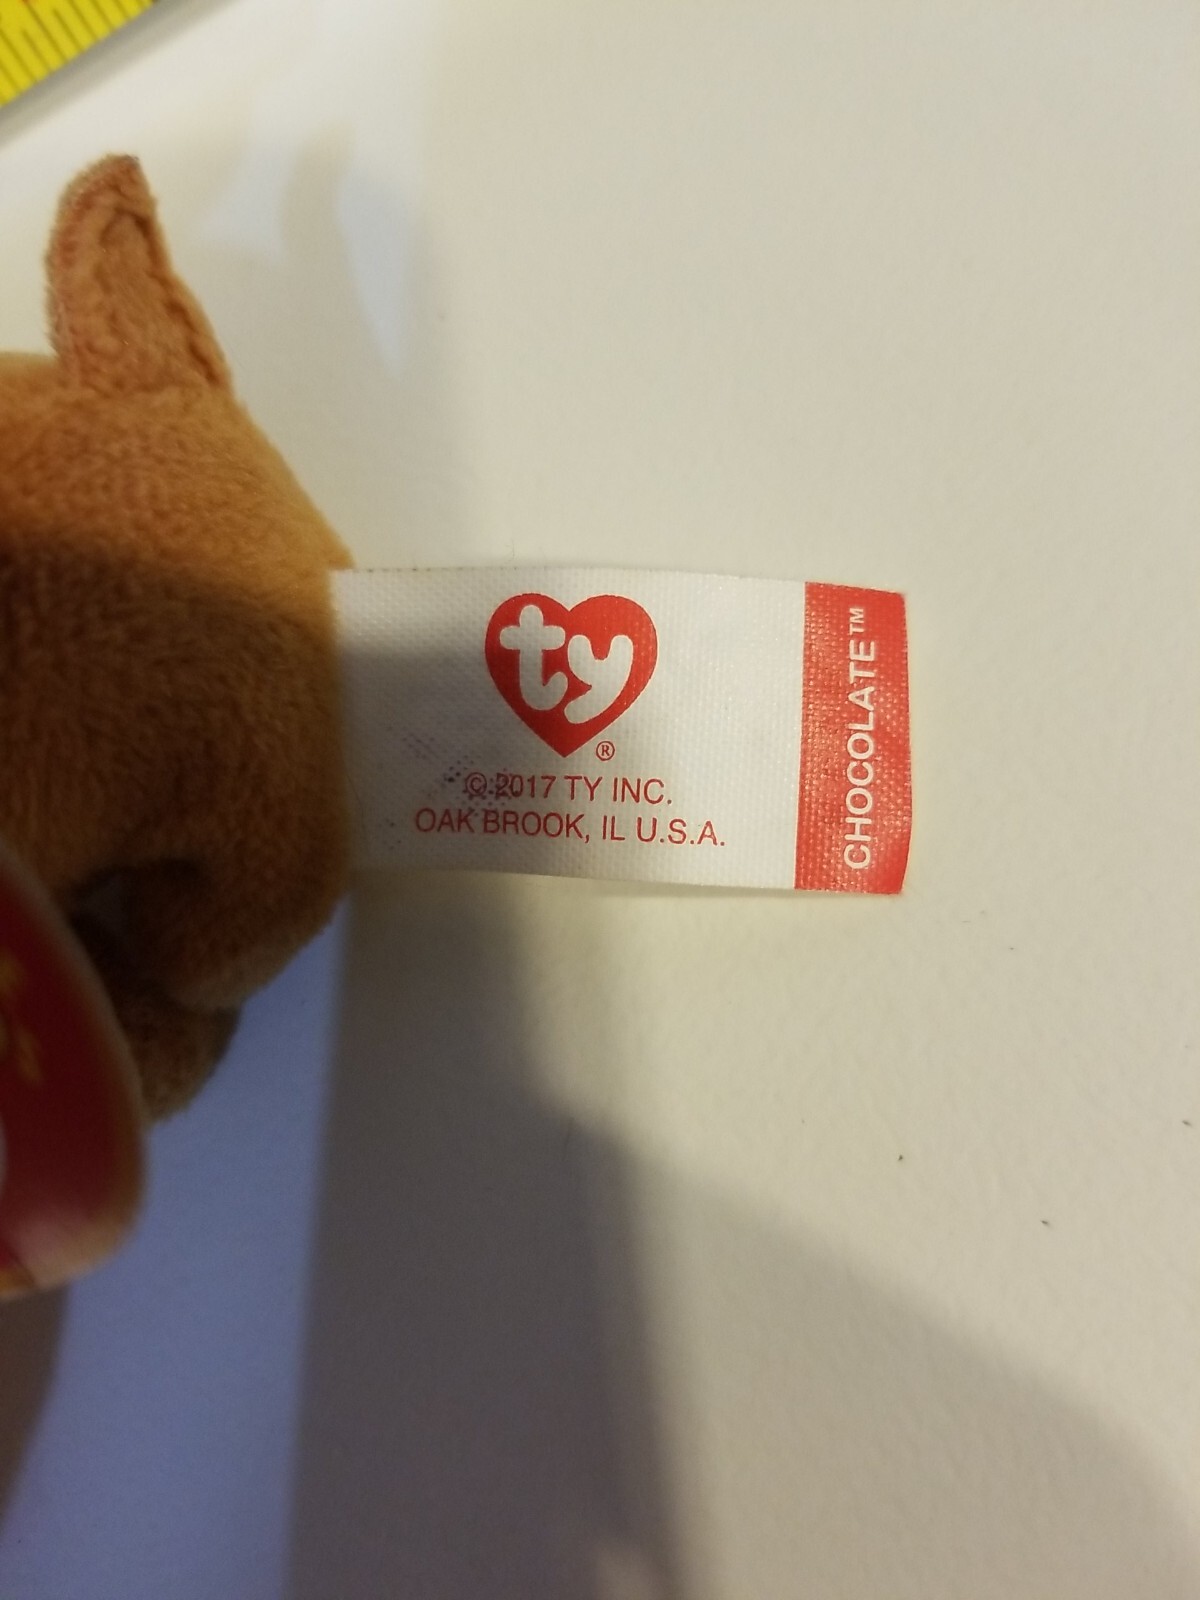 ty
®
© 2017 TY INC.
OAK BROOK, IL U.S.A.
CHOCOLATE™